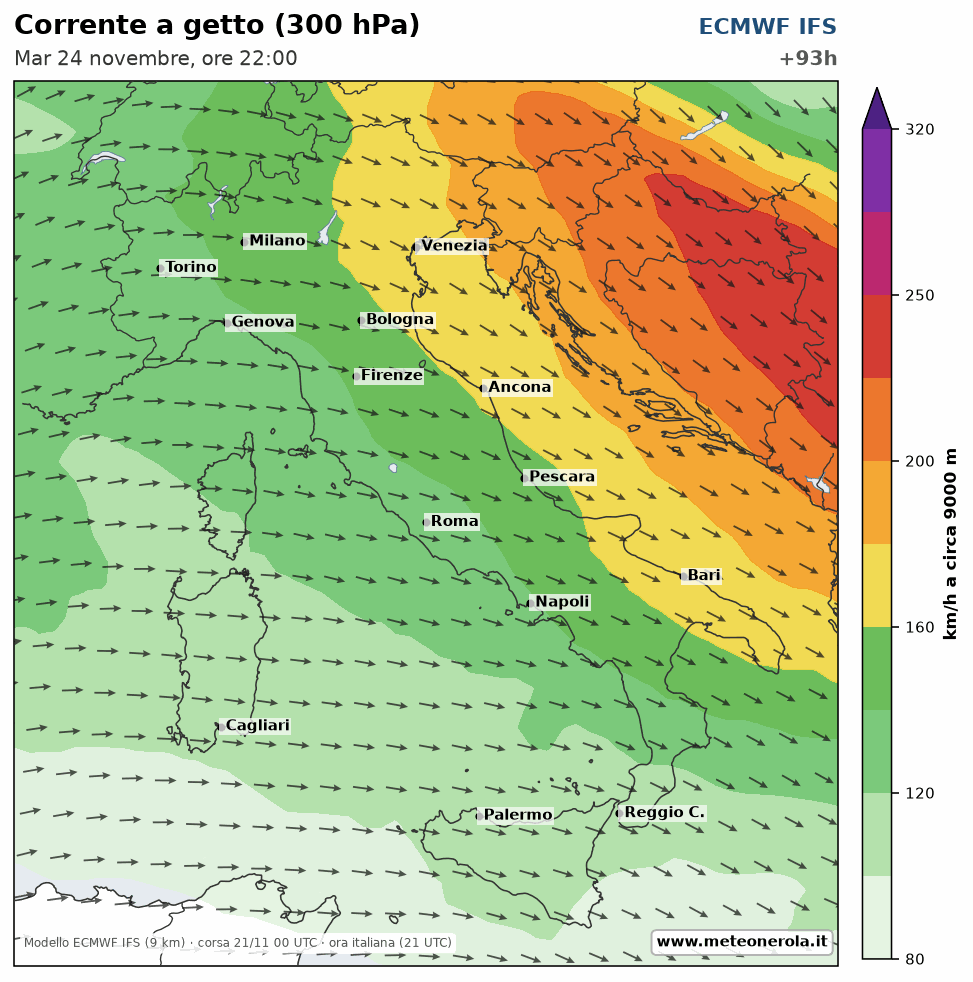 Corrente a getto (300 hPa)
ECMWF IFS
Mar 24 novembre, ore 22:00
+93h
320
Milano
Venezia
Torino
250
Genova
Bologna
Firenze
Ancona
200
Pescara
Roma
Bari
Napoli
160
Cagliari
120
Palermo
Reggio C.
80
km/h a circa 9000 m
Modello ECMWF IFS (9 km) · corsa 21/11 00 UTC · ora italiana (21 UTC)
www.meteonerola.it